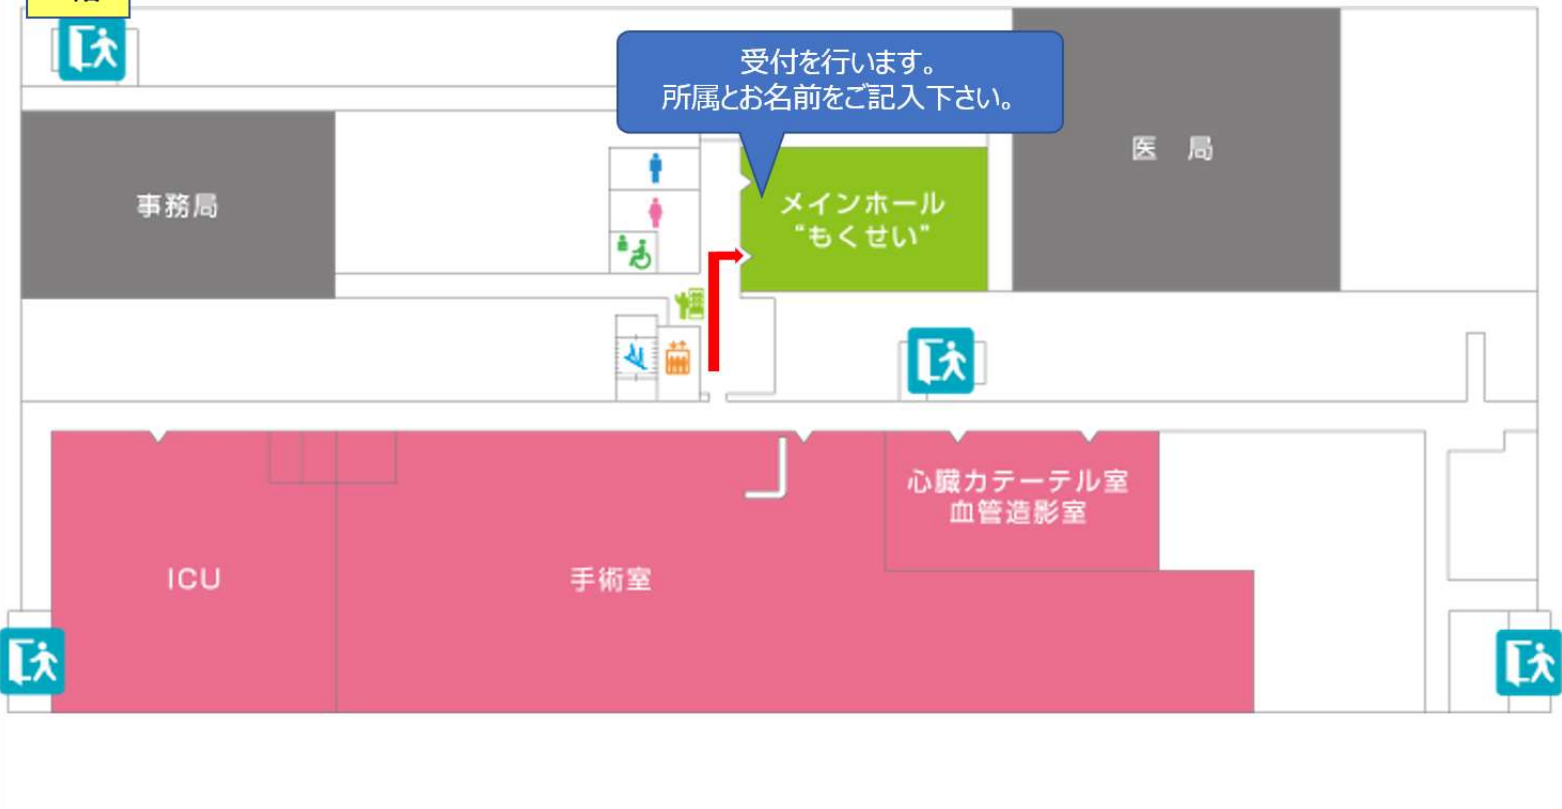 階
受付を行います。
所属とお名前をご記入下さい。
医 局
事務局
メインホール
“もくせい”
心臓カテーテル室
血管造影室
ICU
手術室